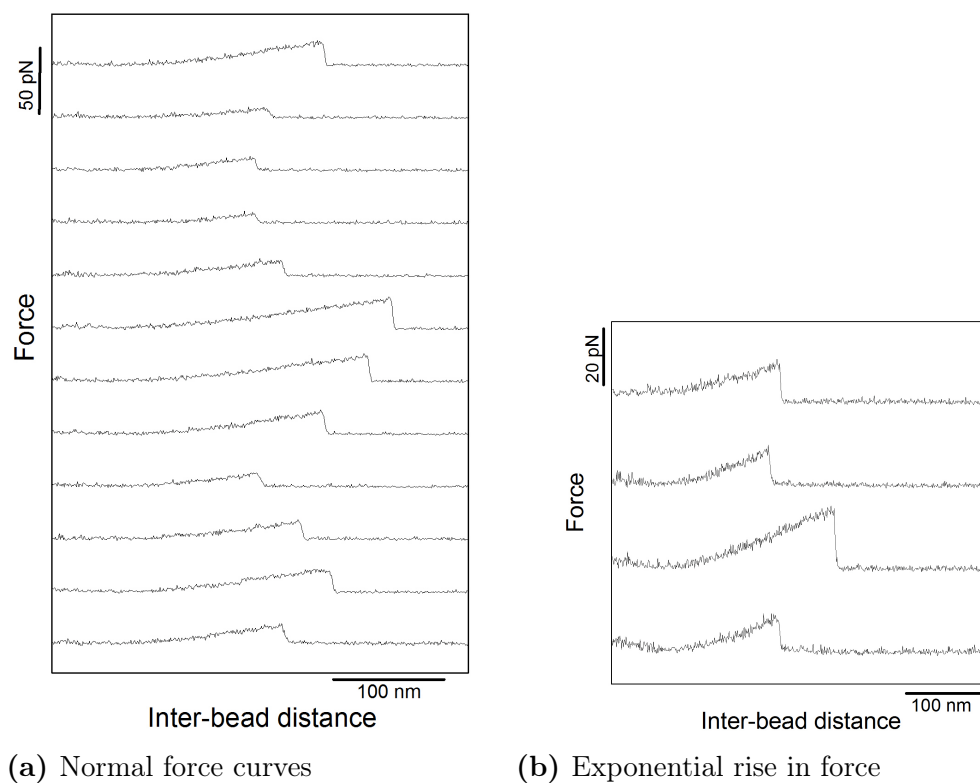 50 pN
Force
100 nm
Inter-bead distance
(a) Normal force curves
20 pN
Force
100 nm
Inter-bead distance
(b) Exponential rise in force